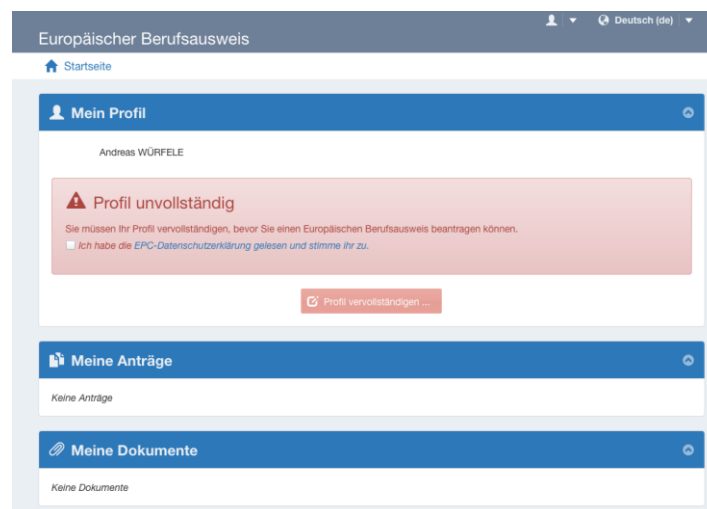 Deutsch (de)
Europäischer Berufsausweis
Startseite
Mein Profil
Andreas WÜRFELE
Profil unvollständig
Sie müssen Ihr Profil vervollständigen, bevor Sie einen Europäischen Berufsausweis beantragen können.
Ich habe die EPC-Datenschutzerklärung gelesen und stimme ihr zu.
Profil vervollständigen ...
Meine Anträge
Keine Anträge
Meine Dokumente
Keine Dokumente